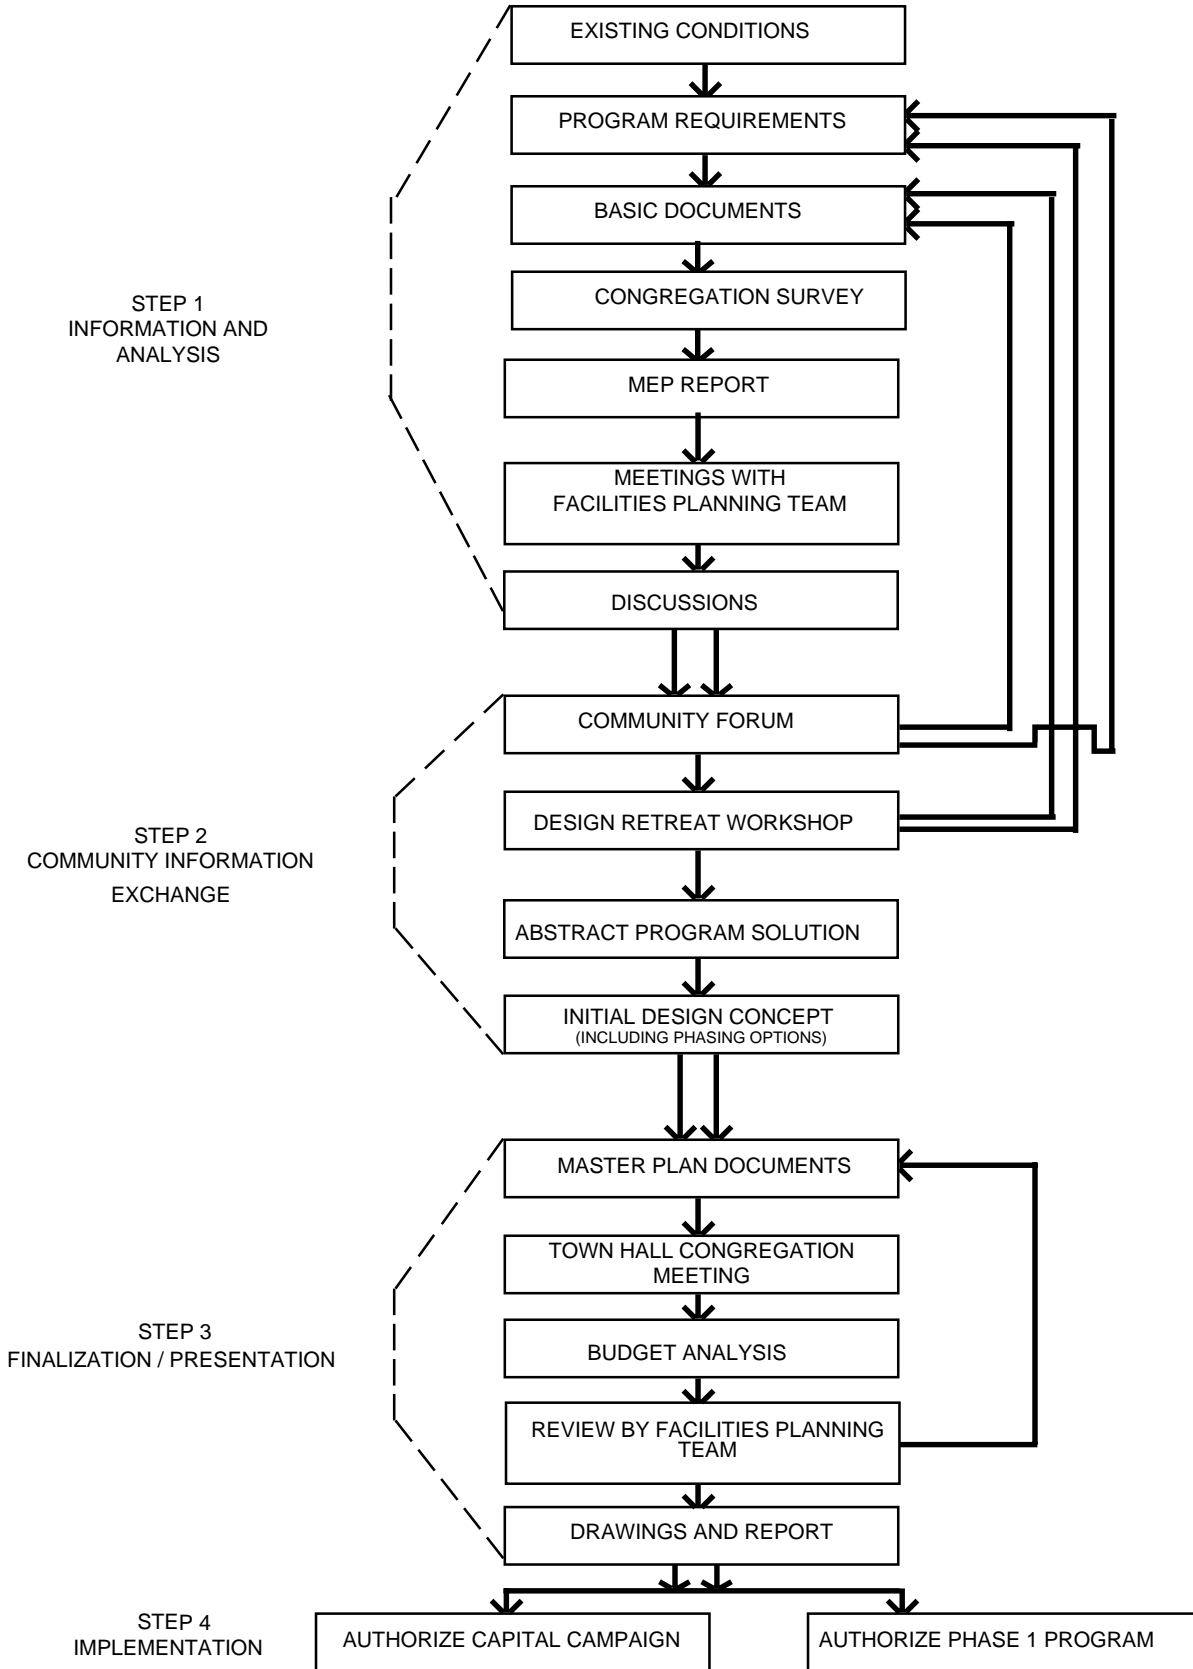 EXISTING CONDITIONS
PROGRAM REQUIREMENTS
BASIC DOCUMENTS
STEP 1
INFORMATION AND
ANALYSIS
CONGREGATION SURVEY
MEP REPORT
MEETINGS WITH
FACILITIES PLANNING TEAM
DISCUSSIONS
COMMUNITY FORUM
STEP 2
COMMUNITY INFORMATION
EXCHANGE
DESIGN RETREAT WORKSHOP
ABSTRACT PROGRAM SOLUTION
INITIAL DESIGN CONCEPT
(INCLUDING PHASING OPTIONS)
MASTER PLAN DOCUMENTS
TOWN HALL CONGREGATION
MEETING
STEP 3
FINALIZATION / PRESENTATION
BUDGET ANALYSIS
REVIEW BY FACILITIES PLANNING
TEAM
DRAWINGS AND REPORT
STEP 4
IMPLEMENTATION
AUTHORIZE CAPITAL CAMPAIGN
AUTHORIZE PHASE 1 PROGRAM